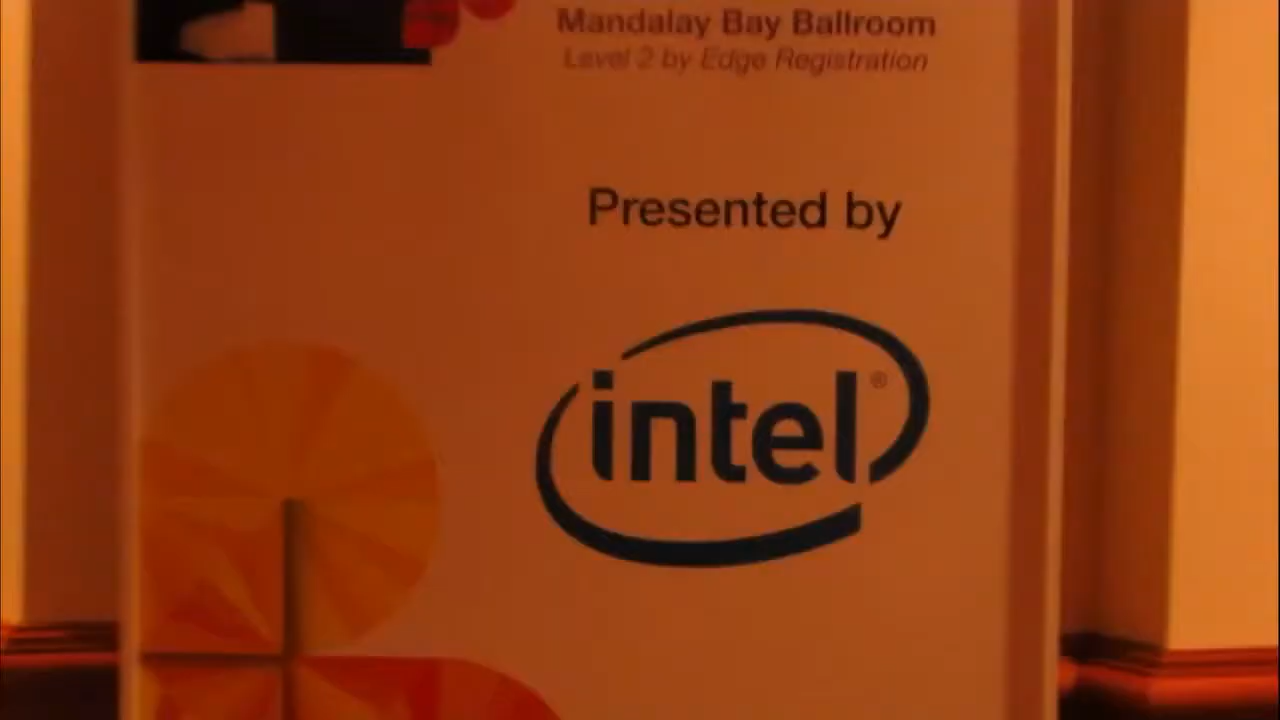 Mandalay Bay Ballroom
Level 2 by Edge Registration
Presented by
intel®